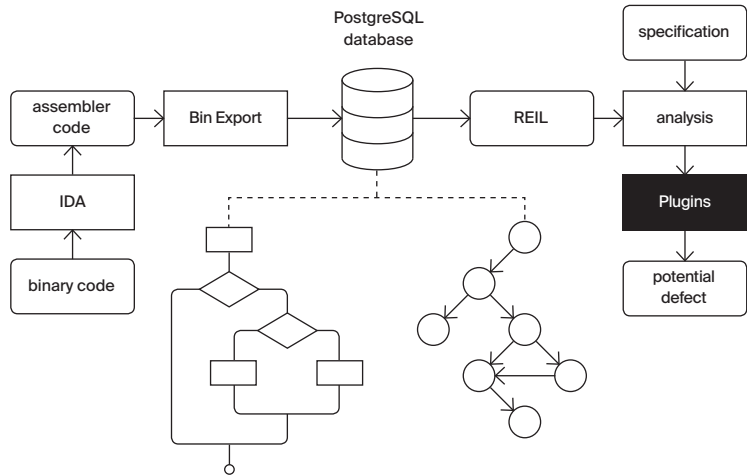 PostgreSQL
database
specification
assembler
code
Bin Export
REIL
analysis
IDA
Plugins
binary code
potential
defect